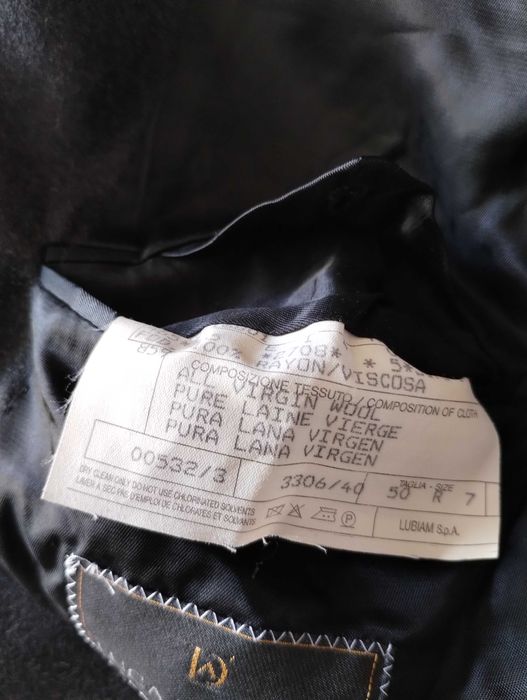 RAYON/VISCOSA
COMPOSIZIONE TESSUTO / COMPOSITION OF CLOTH
ALL VIRGIN WOOL
PURE LAINE VIERGE
PURA LANA VIRGEN
PURA LANA VIRGEN
00532/3 3306/40 TAGLIA - SIZE 50 R 7
DRY CLEAN ONLY DO NOT USE CHLORINATED SOLVENTS
LAVER A SEC PAS D'EMPLOI DE CHLORATES ET SOLVANTS
P LUBIAM S.p.A.